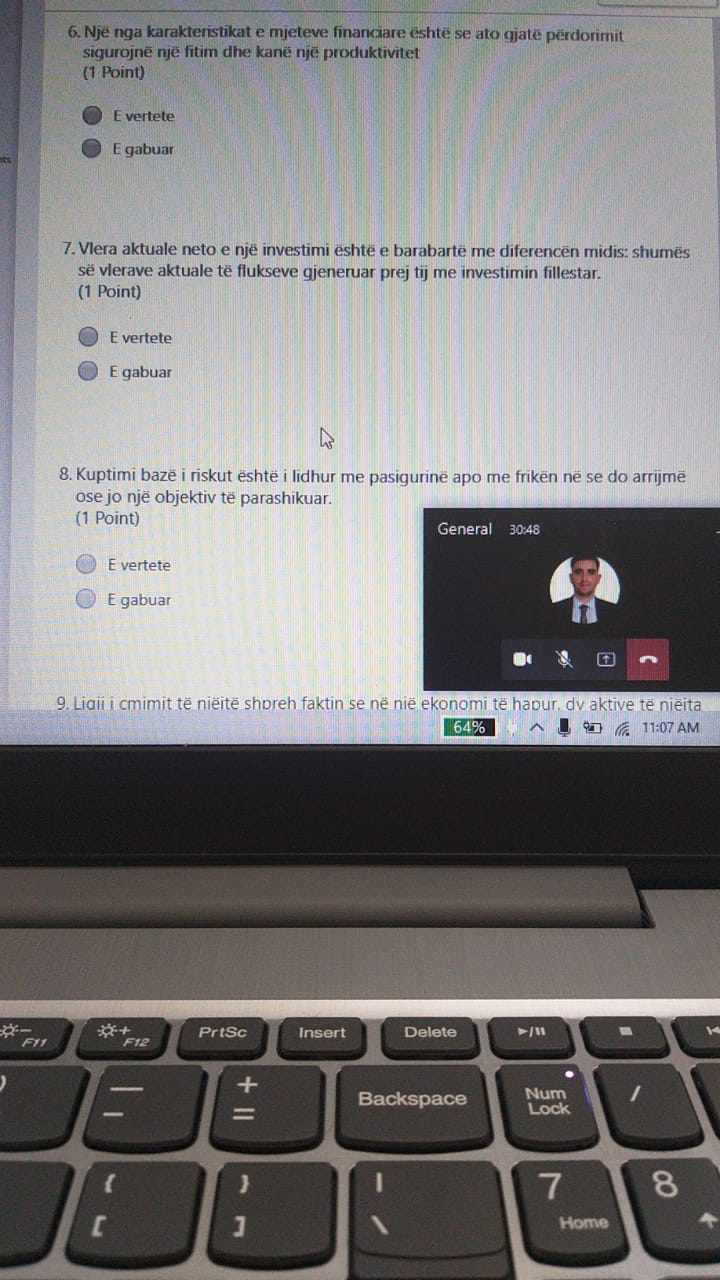 6. Një nga karakteristikat e mjeteve financiare është se ato gjatë përdorimit
sigurojnë një fitim dhe kanë një produktivitet
(1 Point)
E vertete
E gabuar
nts
7. Vlera aktuale neto e një investimi është e barabartë me diferencën midis: shumës
së vlerave aktuale të flukseve gjeneruar prej tij me investimin fillestar.
(1 Point)
E vertete
E gabuar
8. Kuptimi bazë i riskut është i lidhur me pasigurinë apo me frikën në se do arrijmë
ose jo një objektiv të parashikuar.
(1 Point)
E vertete
E gabuar
General 30:48
9. Ligji i çmimit të njëjtë shpreh faktin se në një ekonomi të hapur, dy aktive të njëjta
64% 11:07 AM
F11 F12 PrtSc Insert Delete
Backspace Num Lock /
{ [ } ] | \ 7 Home 8